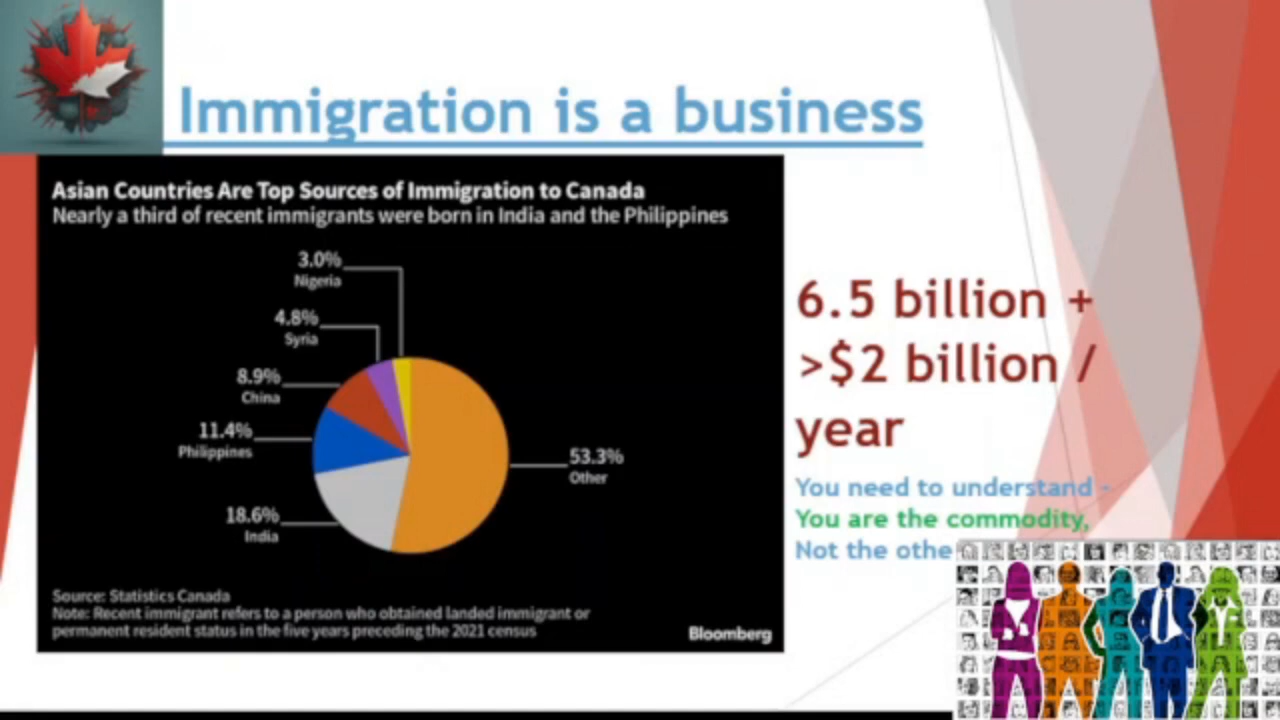 Immigration is a business
Asian Countries Are Top Sources of Immigration to Canada
Nearly a third of recent immigrants were born in India and the Philippines
3.0%
Nigeria
4.8%
Syria
8.9%
China
11.4%
Philippines
18.6%
India
53.3%
Other
Source: Statistics Canada
Note: Recent immigrant refers to a person who obtained landed immigrant or
permanent resident status in the five years preceding the 2021 census
Bloomberg
6.5 billion +
>$2 billion /
year
You need to understand -
You are the commodity,
Not the othe